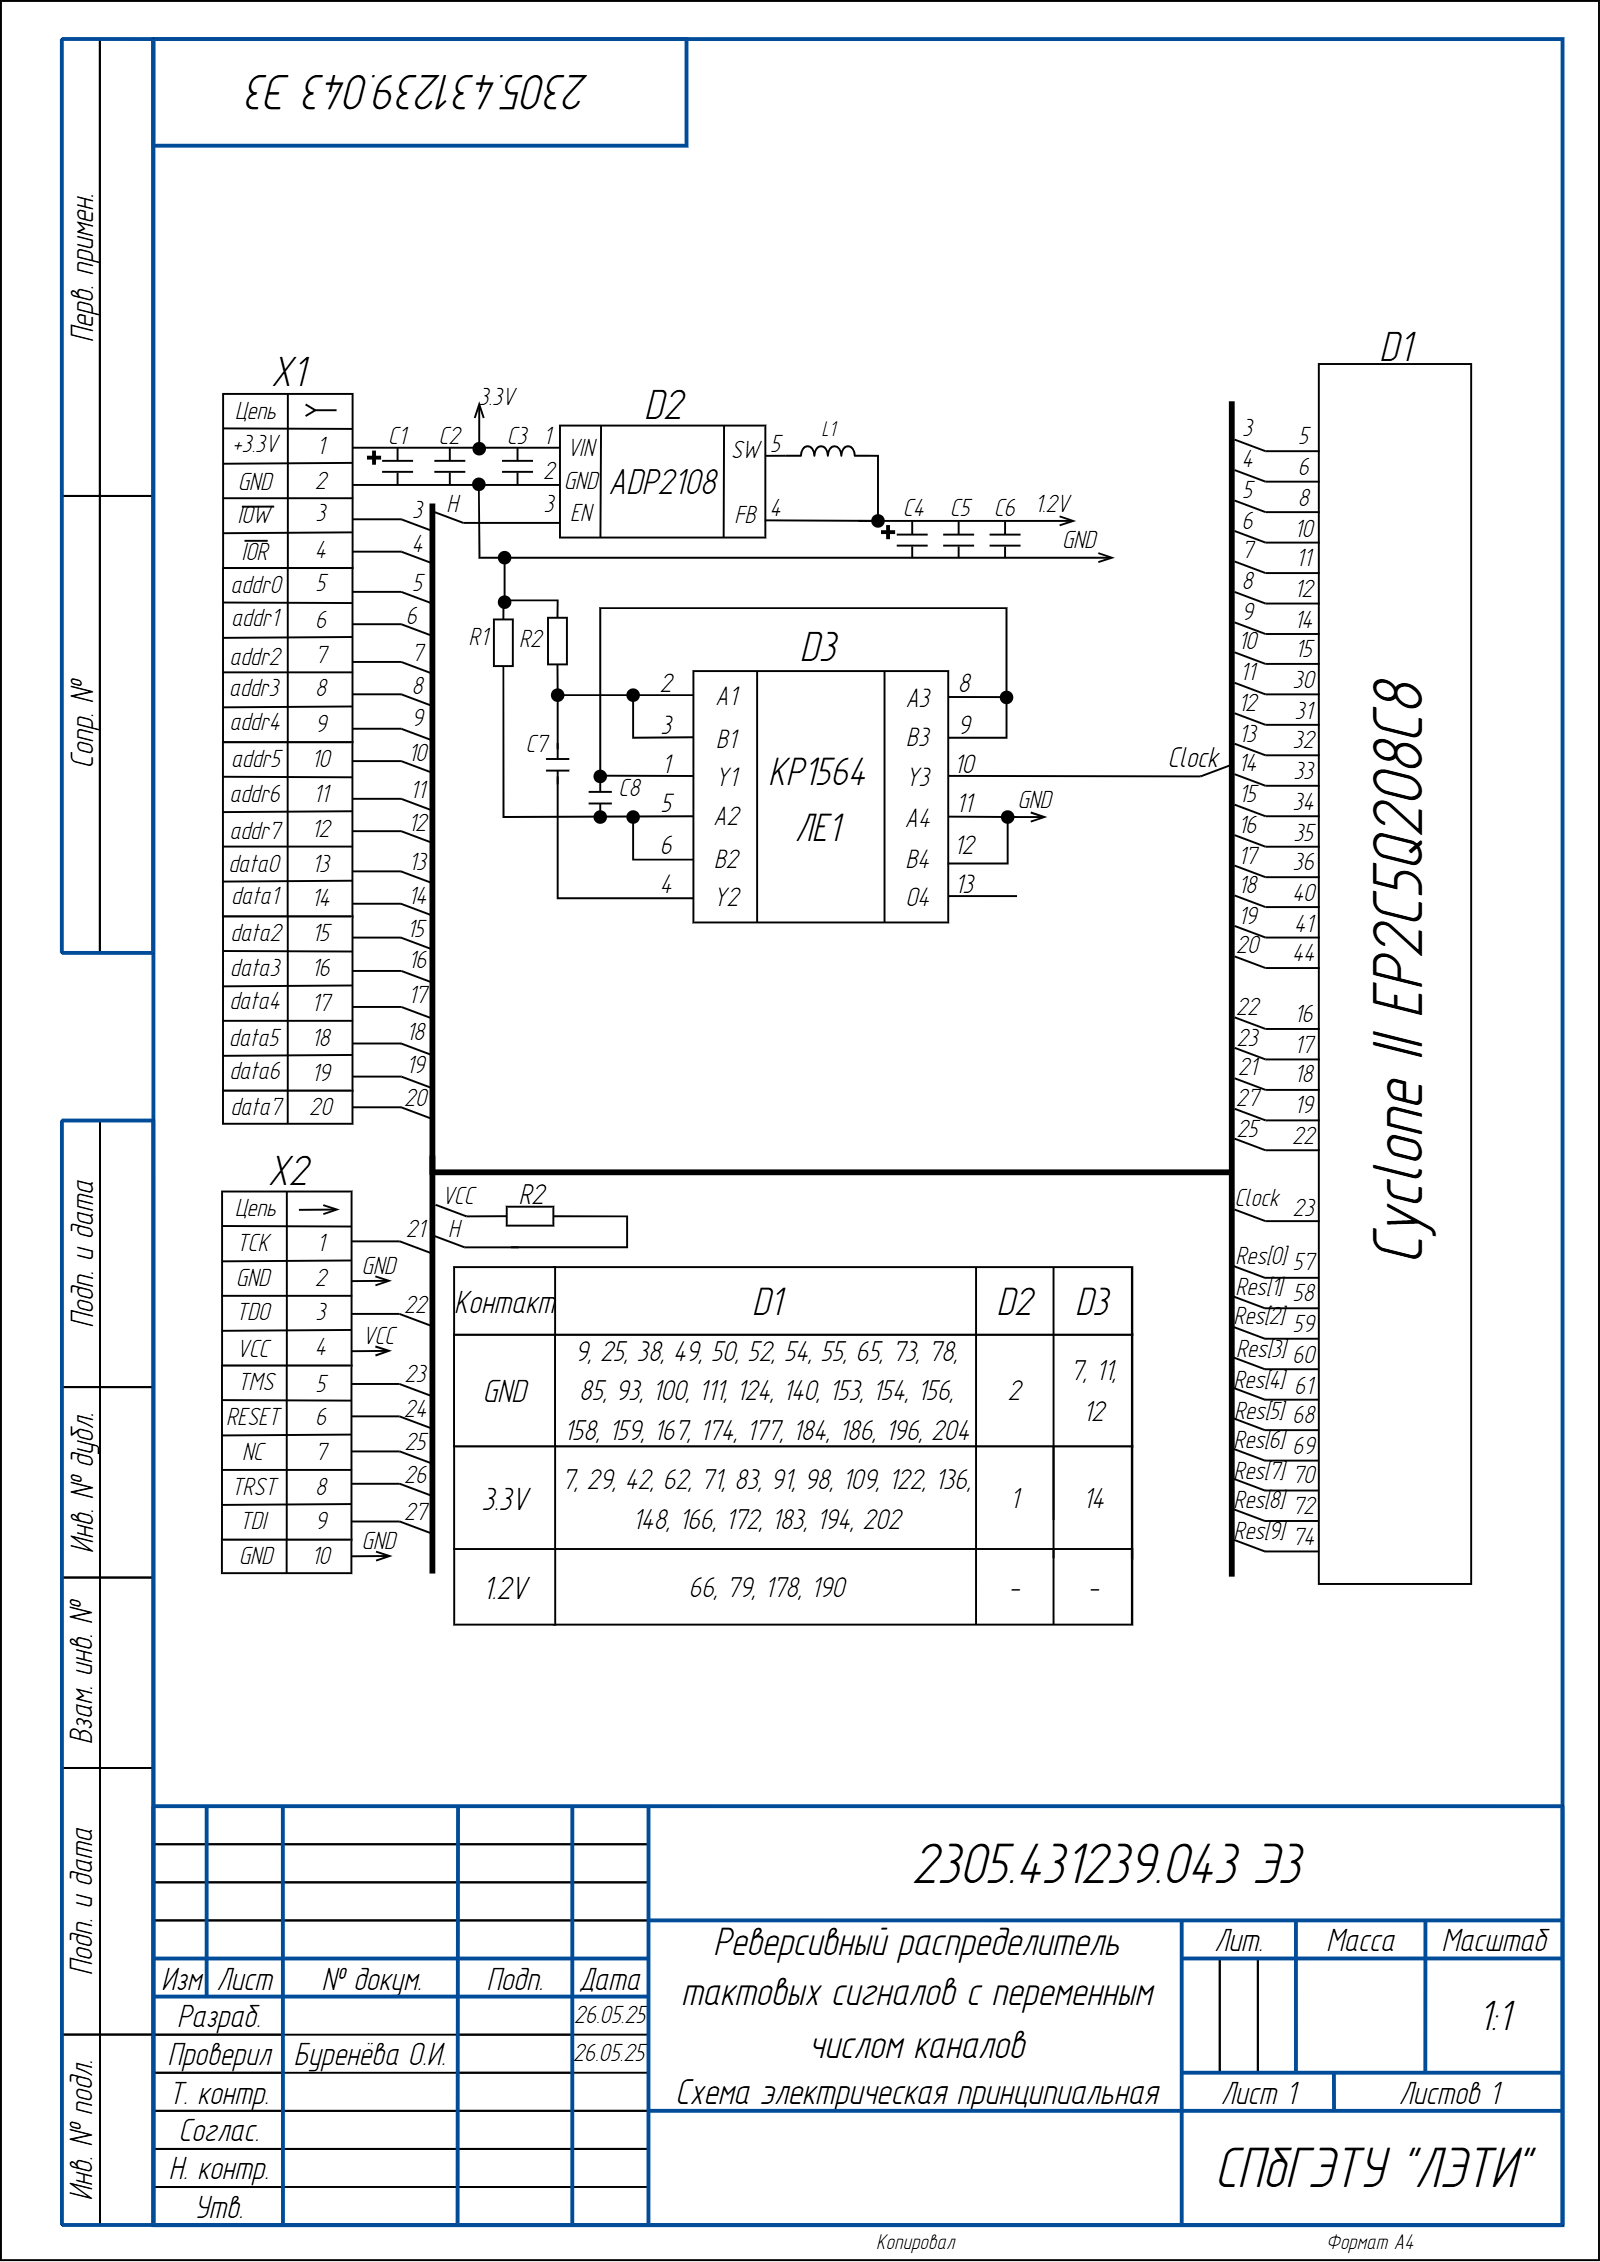 2305.431239.043 ЭЗ
Перв. примен.
Сопр. №
Подп. и дата
Инв. № дубл.
Взам. инв. №
Подп. и дата
Инв. № подл.
X1
Цепь
+3.3V 1
GND 2
IOW 3 3
IOR 4 4
addr0 5 5
addr1 6 6
addr2 7 7
addr3 8 8
addr4 9 9
addr5 10 10
addr6 11 11
addr7 12 12
data0 13 13
data1 14 14
data2 15 15
data3 16 16
data4 17 17
data5 18 18
data6 19 19
data7 20 20
X2
Цепь
TCK 1 21
GND 2 GND
TDO 3 22
VCC 4 VCC
TMS 5 23
RESET 6 24
NC 7 25
TRST 8 26
TDI 9 27
GND 10 GND
3.3V
C1 C2 C3
+
H
D2
1 VIN SW 5
2 GND ADP2108
3 EN FB 4
L1
C4 C5 C6 1.2V
+
GND
R1 R2
C7
C8
D3
2 A1 A3 8
3 B1 B3 9
1 Y1 КР1564 Y3 10
5 A2 ЛЕ1 A4 11
6 B2 B4 12
4 Y2 O4 13
GND
Clock
VCC R2
H
Контакт D1 D2 D3
GND
9, 25, 38, 49, 50, 52, 54, 55, 65, 73, 78,
85, 93, 100, 111, 124, 140, 153, 154, 156,
158, 159, 167, 174, 177, 184, 186, 196, 204
2
7, 11,
12
3.3V
7, 29, 42, 62, 71, 83, 91, 98, 109, 122, 136,
148, 166, 172, 183, 194, 202
1
14
1.2V 66, 79, 178, 190 - -
D1
Cyclone II EP2C5Q208C8
3 5
4 6
5 8
6 10
7 11
8 12
9 14
10 15
11 30
12 31
13 32
14 33
15 34
16 35
17 36
18 40
19 41
20 44
22 16
23 17
21 18
27 19
25 22
Clock 23
Res[0] 57
Res[1] 58
Res[2] 59
Res[3] 60
Res[4] 61
Res[5] 68
Res[6] 69
Res[7] 70
Res[8] 72
Res[9] 74
2305.431239.043 ЭЗ
Изм Лист № докум. Подп. Дата
Разраб. 26.05.25
Проверил Буренёва О.И. 26.05.25
Т. контр.
Соглас.
Н. контр.
Утв.
Реверсивный распределитель
тактовых сигналов с переменным
числом каналов
Схема электрическая принципиальная
Лит. Масса Масштаб
1:1
Лист 1 Листов 1
СПбГЭТУ "ЛЭТИ"
Копировал Формат А4